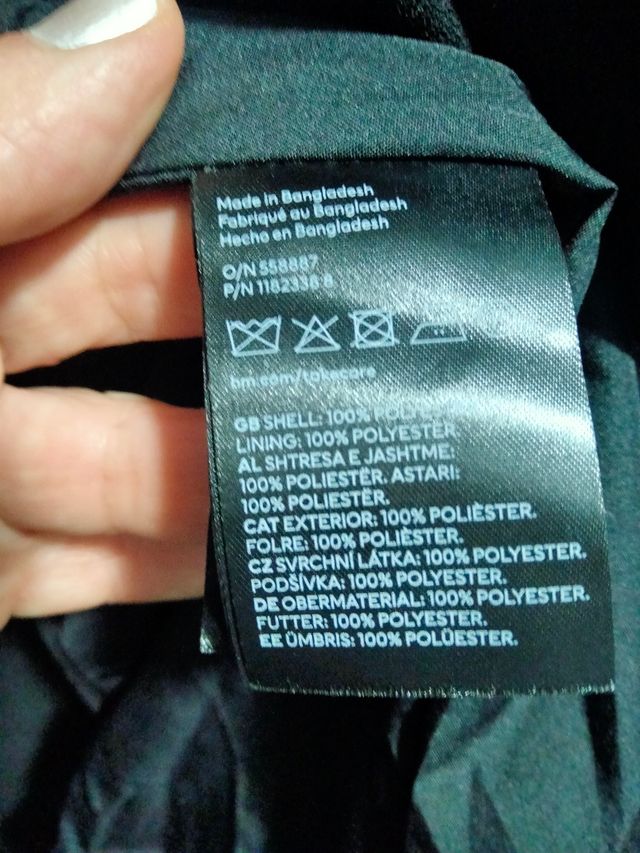 Made in Bangladesh
Fabriqué au Bangladesh
Hecho en Bangladesh
O/N 558887
P/N 1182338 8
hm.com/takecare
GB SHELL: 100% POLYESTER
LINING: 100% POLYESTER
AL SHTRESA E JASHTME:
100% POLIESTËR. ASTARI:
100% POLIESTËR.
CAT EXTERIOR: 100% POLIÈSTER.
FOLRE: 100% POLIÈSTER.
CZ SVRCHNÍ LÁTKA: 100% POLYESTER.
PODŠÍVKA: 100% POLYESTER.
DE OBERMATERIAL: 100% POLYESTER.
FUTTER: 100% POLYESTER.
EE ÜMBRIS: 100% POLÜESTER.